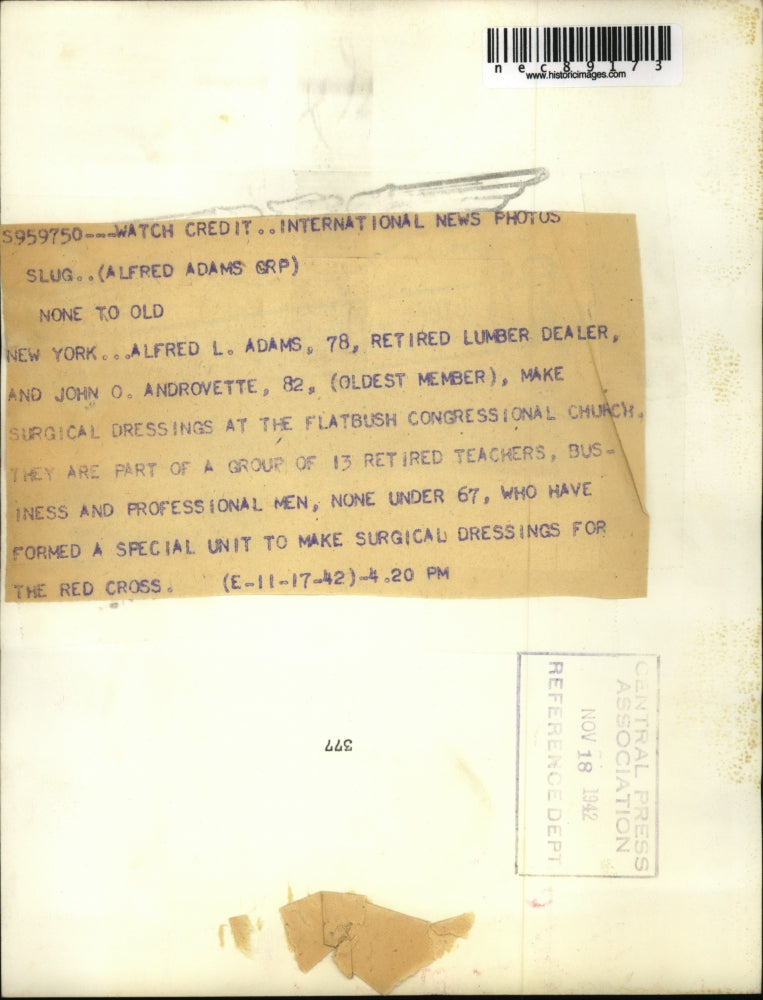 nec89173
www.historicimages.com
S959750---WATCH CREDIT..INTERNATIONAL NEWS PHOTOS
SLUG..(ALFRED ADAMS GRP)
NONE TO OLD
NEW YORK...ALFRED L. ADAMS, 78, RETIRED LUMBER DEALER,
AND JOHN O. ANDROVETTE, 82, (OLDEST MEMBER), MAKE
SURGICAL DRESSINGS AT THE FLATBUSH CONGRESSIONAL CHURCH.
THEY ARE PART OF A GROUP OF 13 RETIRED TEACHERS, BUS-
INESS AND PROFESSIONAL MEN, NONE UNDER 67, WHO HAVE
FORMED A SPECIAL UNIT TO MAKE SURGICAL DRESSINGS FOR
THE RED CROSS. (E-11-17-42)-4.20 PM
CENTRAL PRESS
ASSOCIATION
NOV 18 1942
REFERENCE DEPT
377